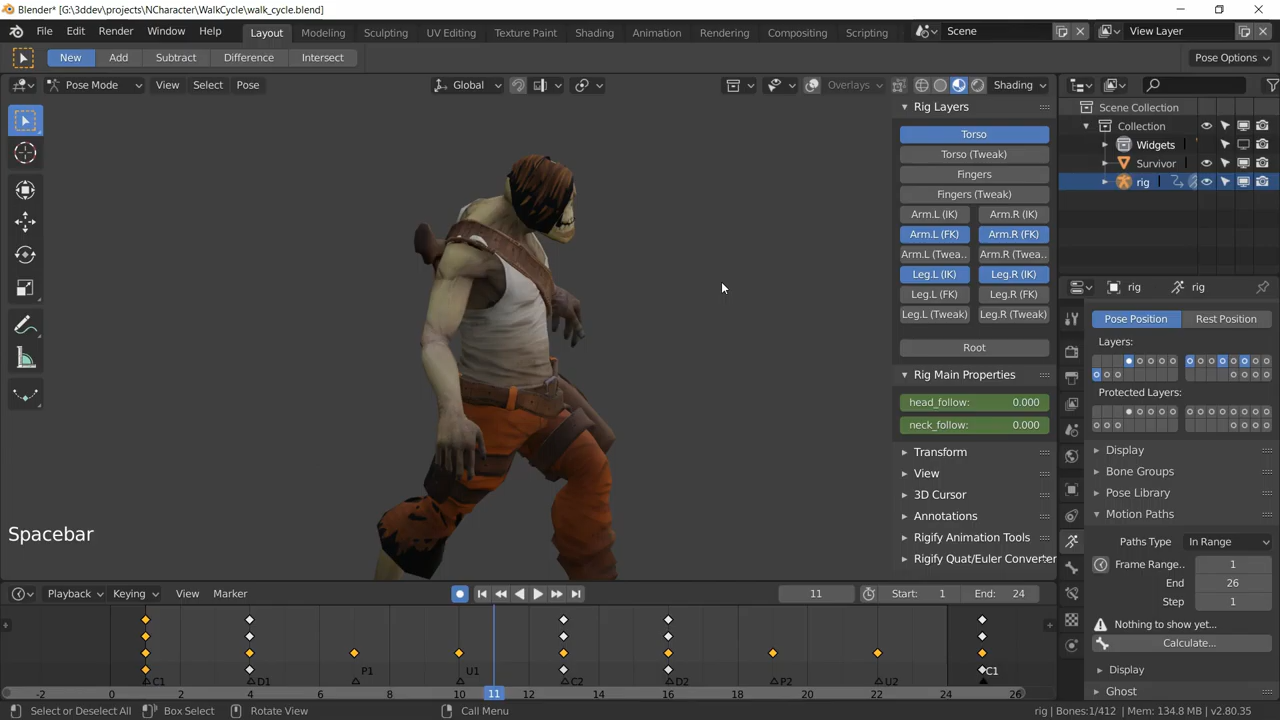 Blender* [G:\3ddev\projects\NCharacter\WalkCycle\walk_cycle.blend]
File Edit Render Window Help Layout Modeling Sculpting UV Editing Texture Paint Shading Animation Rendering Compositing Scripting Scene View Layer
New Add Subtract Difference Intersect Pose Options
Pose Mode View Select Pose Global Overlays Shading
Rig Layers
Torso
Torso (Tweak)
Fingers
Fingers (Tweak)
Arm.L (IK) Arm.R (IK)
Arm.L (FK) Arm.R (FK)
Arm.L (Twea.. Arm.R (Twea..
Leg.L (IK) Leg.R (IK)
Leg.L (FK) Leg.R (FK)
Leg.L (Tweak) Leg.R (Tweak)
Root
Rig Main Properties
head_follow: 0.000
neck_follow: 0.000
Transform
View
3D Cursor
Annotations
Rigify Animation Tools
Rigify Quat/Euler Converter
Scene Collection
Collection
Widgets
Survivor
rig
rig rig
Pose Position Rest Position
Layers:
Protected Layers:
Display
Bone Groups
Pose Library
Motion Paths
Paths Type In Range
Frame Range.. 1
End 26
Step 1
Nothing to show yet...
Calculate...
Display
Ghost
Spacebar
Playback Keying View Marker 11 Start: 1 End: 24
P1 U1 C1
C1 D1 C2 D2 P2 U2
-2 0 2 4 6 8 10 11 12 14 16 18 20 22 24 26
Select or Deselect All Box Select Rotate View Call Menu rig | Bones:1/412 | Mem: 134.8 MB | v2.80.35